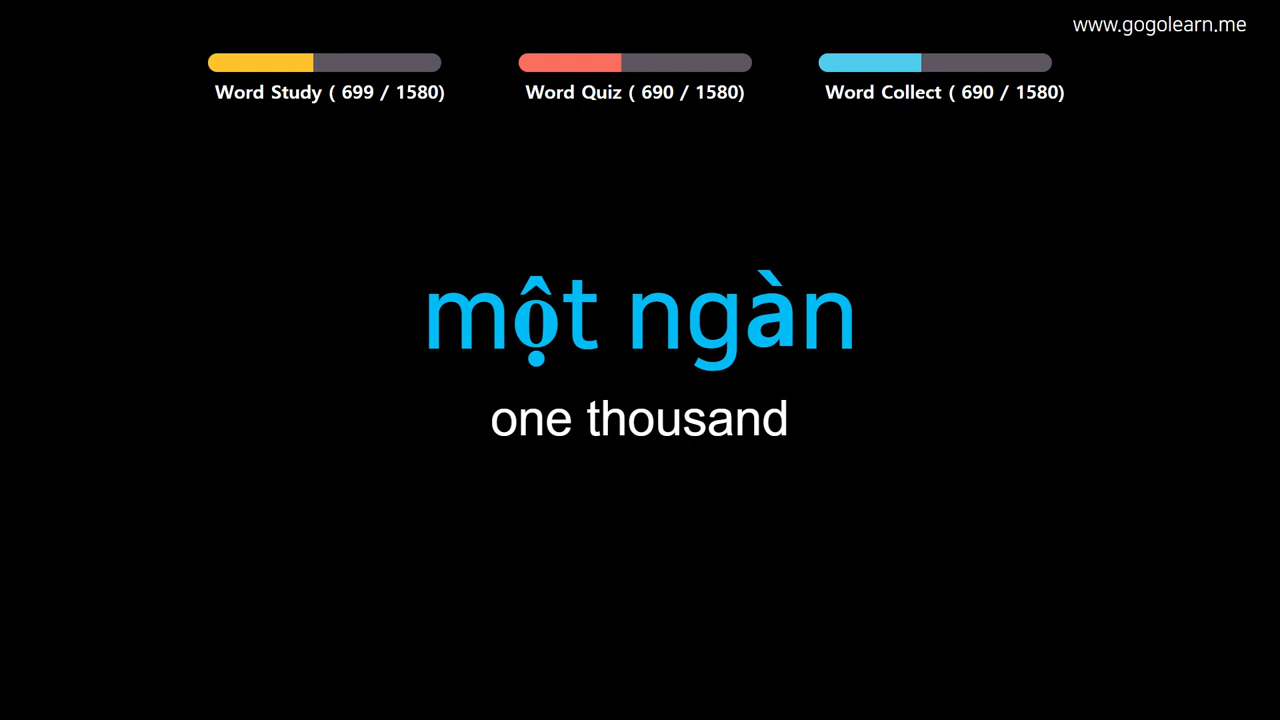 www.gogolearn.me
Word Study ( 699 / 1580)
Word Quiz ( 690 / 1580)
Word Collect ( 690 / 1580)
một ngàn
one thousand